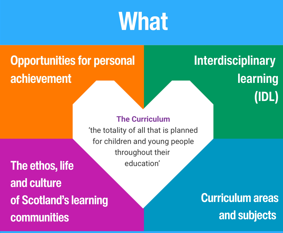 What
Opportunities for personal
achievement
Interdisciplinary
learning
(IDL)
The Curriculum
'the totality of all that is planned
for children and young people
throughout their
education'
The ethos, life
and culture
of Scotland's learning
communities
Curriculum areas
and subjects